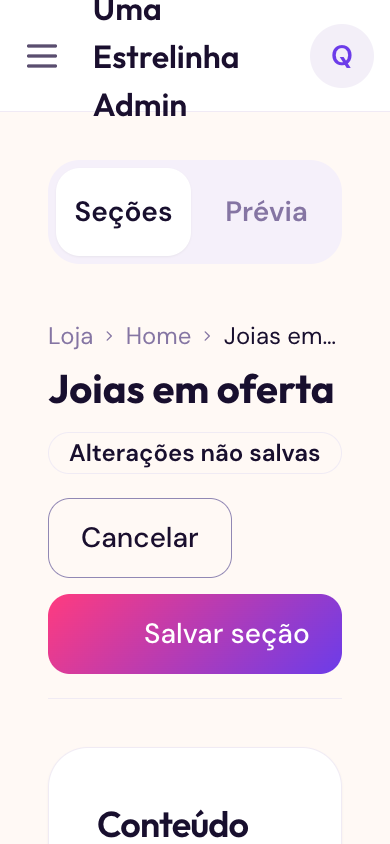 Uma
Estrelinha
Admin
Q
Seções
Prévia
Loja > Home > Joias em...
Joias em oferta
Alterações não salvas
Cancelar
Salvar seção
Conteúdo